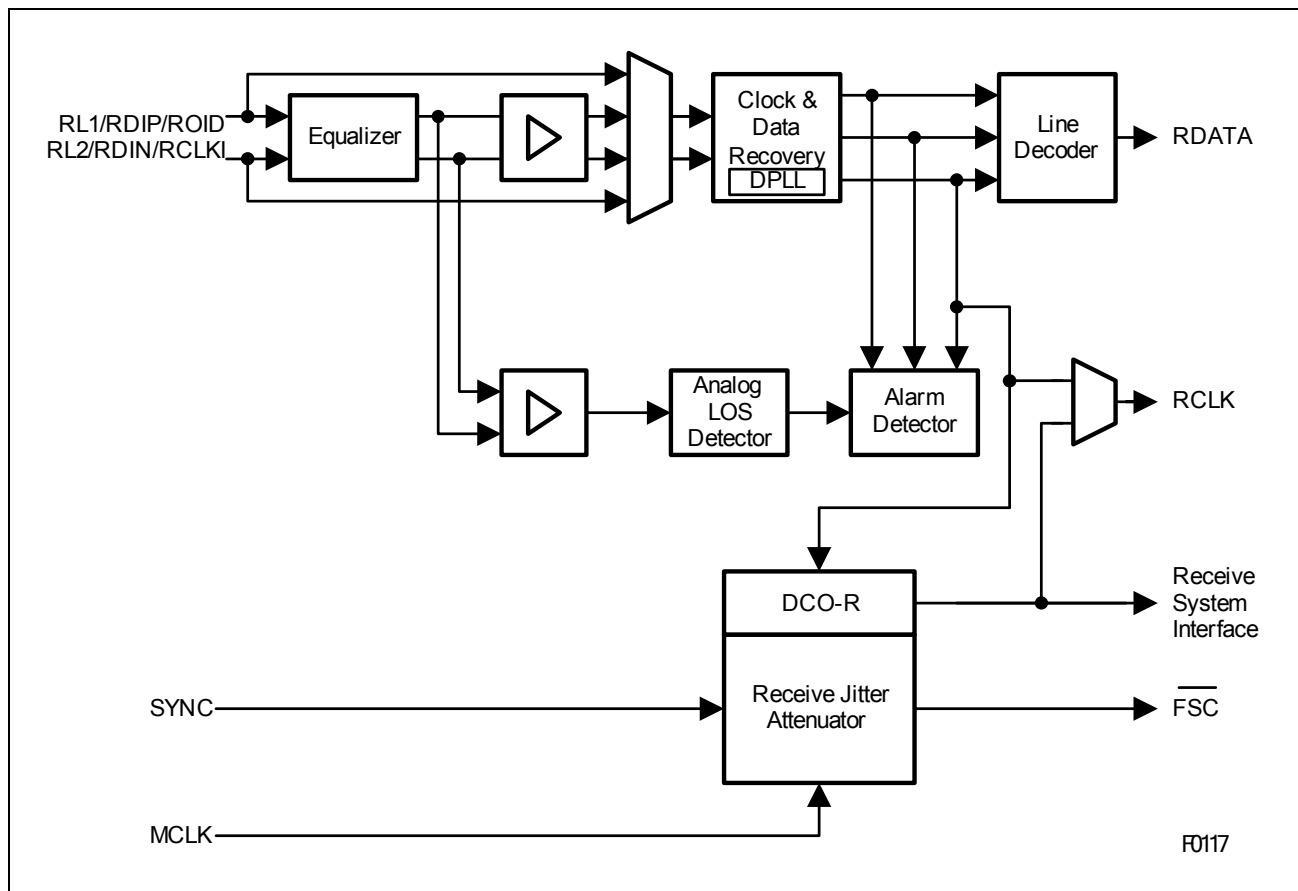 RL1/RDIP/ROID
RL2/RDIN/RCLKI
Equalizer
Clock &
Data
Recovery
DPLL
Line
Decoder
RDATA
Analog
LOS
Detector
Alarm
Detector
RCLK
DCO-R
Receive
System
Interface
Receive Jitter
Attenuator
SYNC
FSC
MCLK
F0117